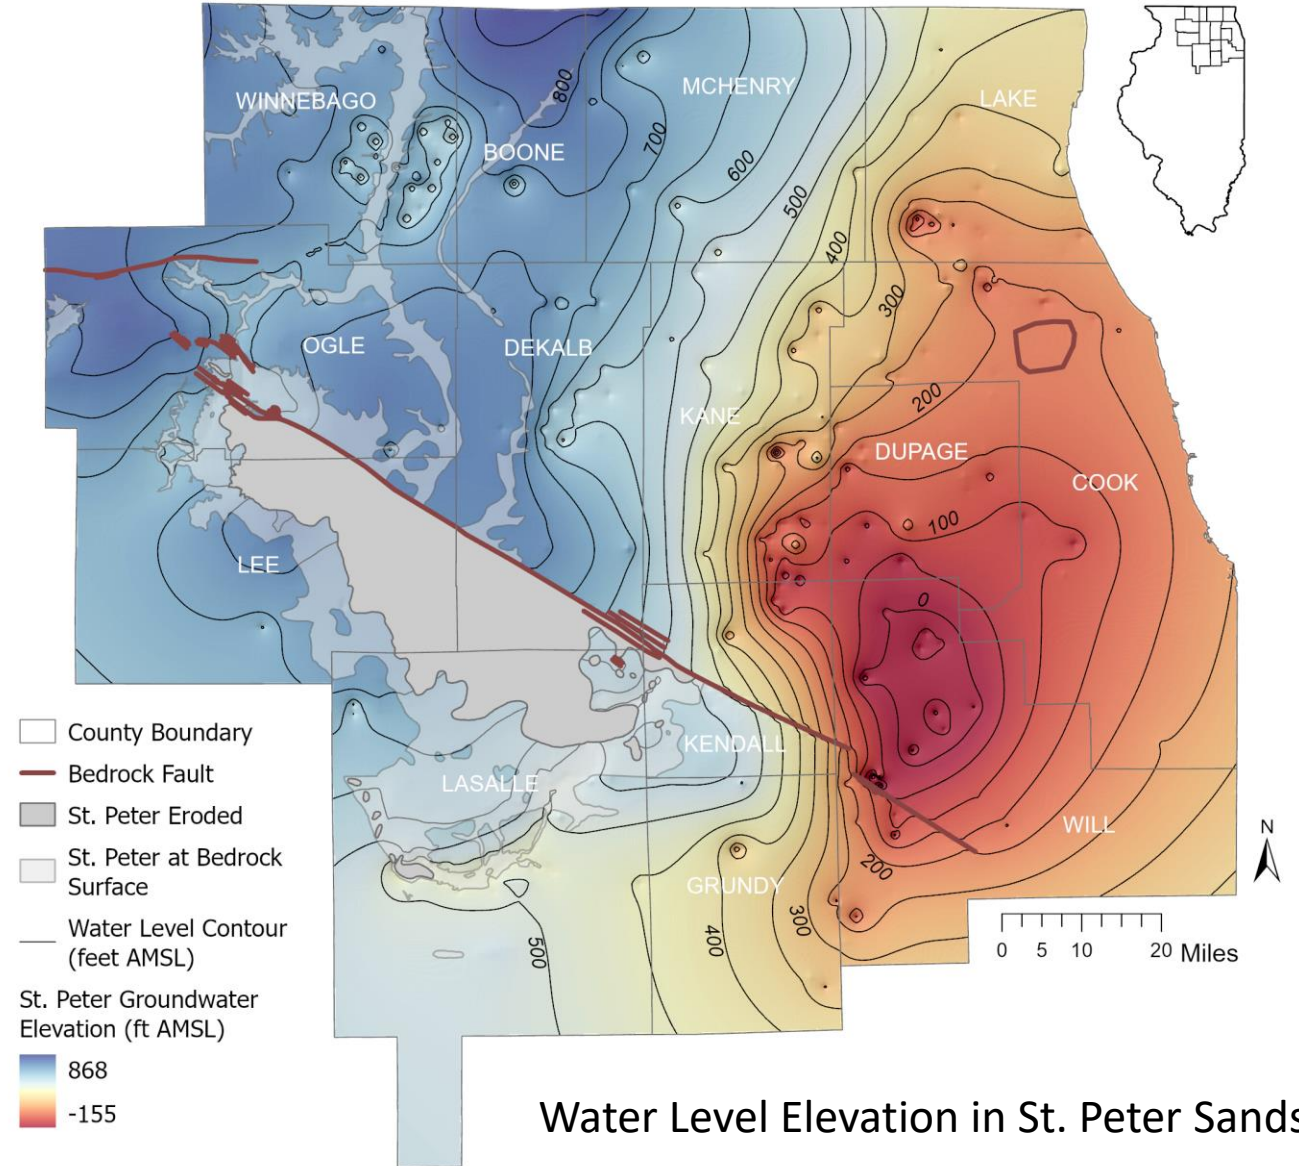 WINNEBAGO
BOONE
MCHENRY
LAKE
800
700
600
500
400
300
OGLE
DEKALB
KANE
200
DUPAGE
COOK
100
LEE
0
KENDALL
LASALLE
WILL
GRUNDY
200
300
400
500
N
0 5 10 20 Miles
County Boundary
Bedrock Fault
St. Peter Eroded
St. Peter at Bedrock
Surface
Water Level Contour
(feet AMSL)
St. Peter Groundwater
Elevation (ft AMSL)
868
-155
Water Level Elevation in St. Peter Sands